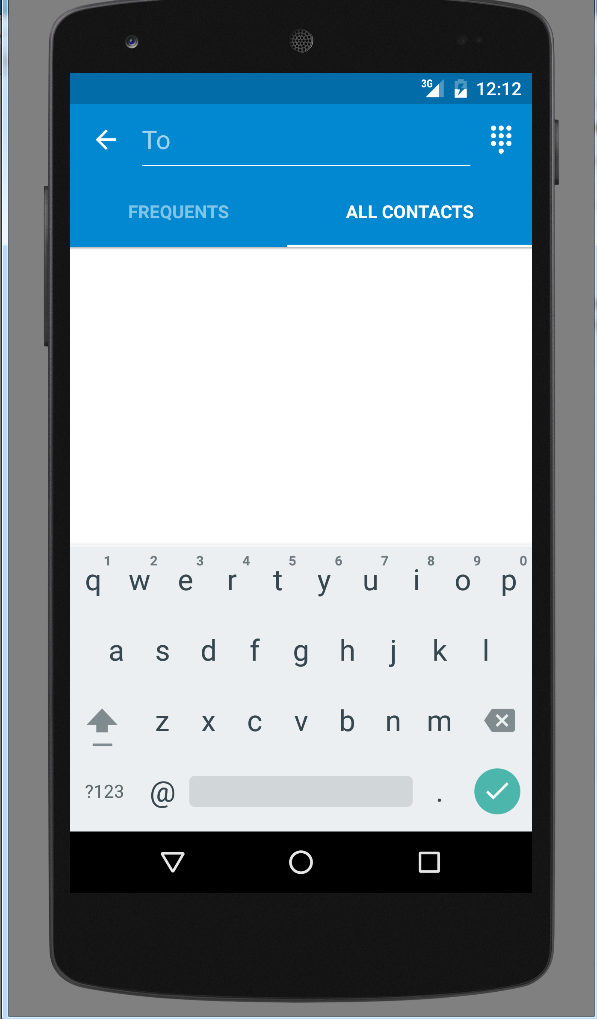 3G 12:12
To
FREQUENTS ALL CONTACTS
1 2 3 4 5 6 7 8 9 0
q w e r t y u i o p
a s d f g h j k l
z x c v b n m
?123 @ .